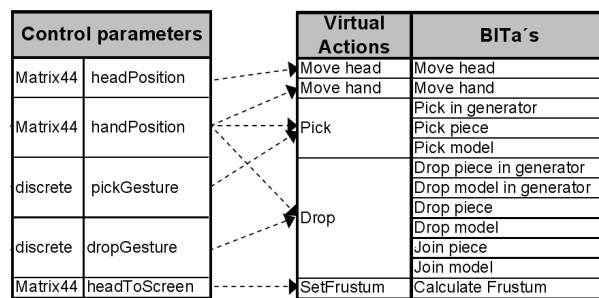 Control parameters
Matrix44 headPosition
Matrix44 handPosition
discrete pickGesture
discrete dropGesture
Matrix44 headToScreen
Virtual Actions BITa´s
Move head Move head
Move hand Move hand
Pick
Pick in generator
Pick piece
Pick model
Drop
Drop piece in generator
Drop model in generator
Drop piece
Drop model
Join piece
Join model
SetFrustum Calculate Frustum